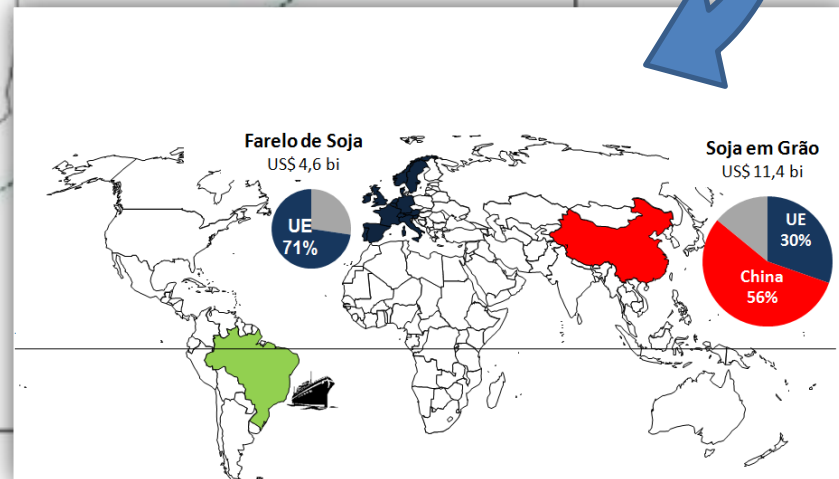 Farelo de Soja
US$ 4,6 bi
UE
71%
Soja em Grão
US$ 11,4 bi
UE
30%
China
56%